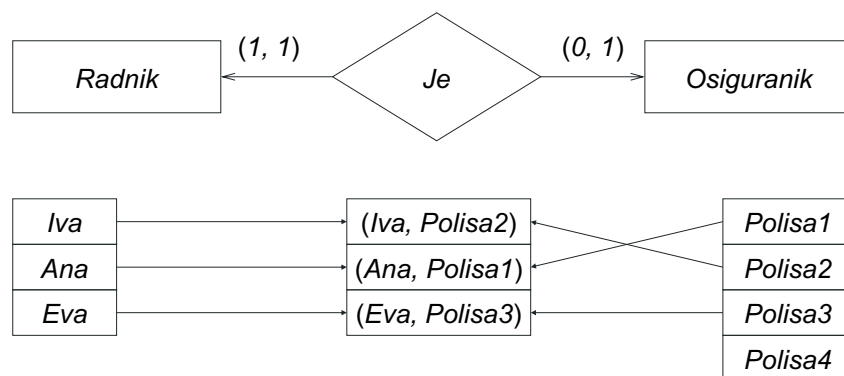 (1, 1) (0, 1)
Radnik Je Osiguranik
Iva (Iva, Polisa2) Polisa1
Ana (Ana, Polisa1) Polisa2
Eva (Eva, Polisa3) Polisa3
Polisa4